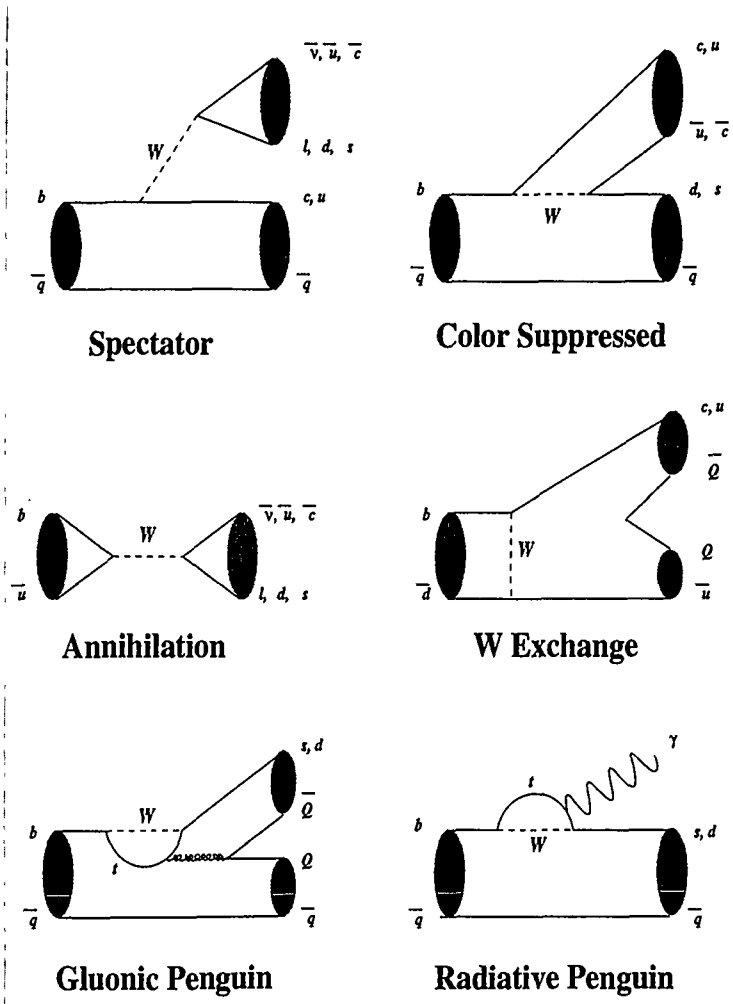 ν̅, u̅, c̅
W
l, d, s
b
c, u
q̅
q̅
Spectator
c, u
u̅, c̅
b
d, s
W
q̅
q̅
Color Suppressed
b
W
ν̅, u̅, c̅
u̅
l, d, s
Annihilation
c, u
Q̅
b
W
Q
d̅
u̅
W Exchange
s, d
W
Q̅
b
t
Q
q̅
q̅
Gluonic Penguin
γ
t
b
s, d
W
q̅
q̅
Radiative Penguin